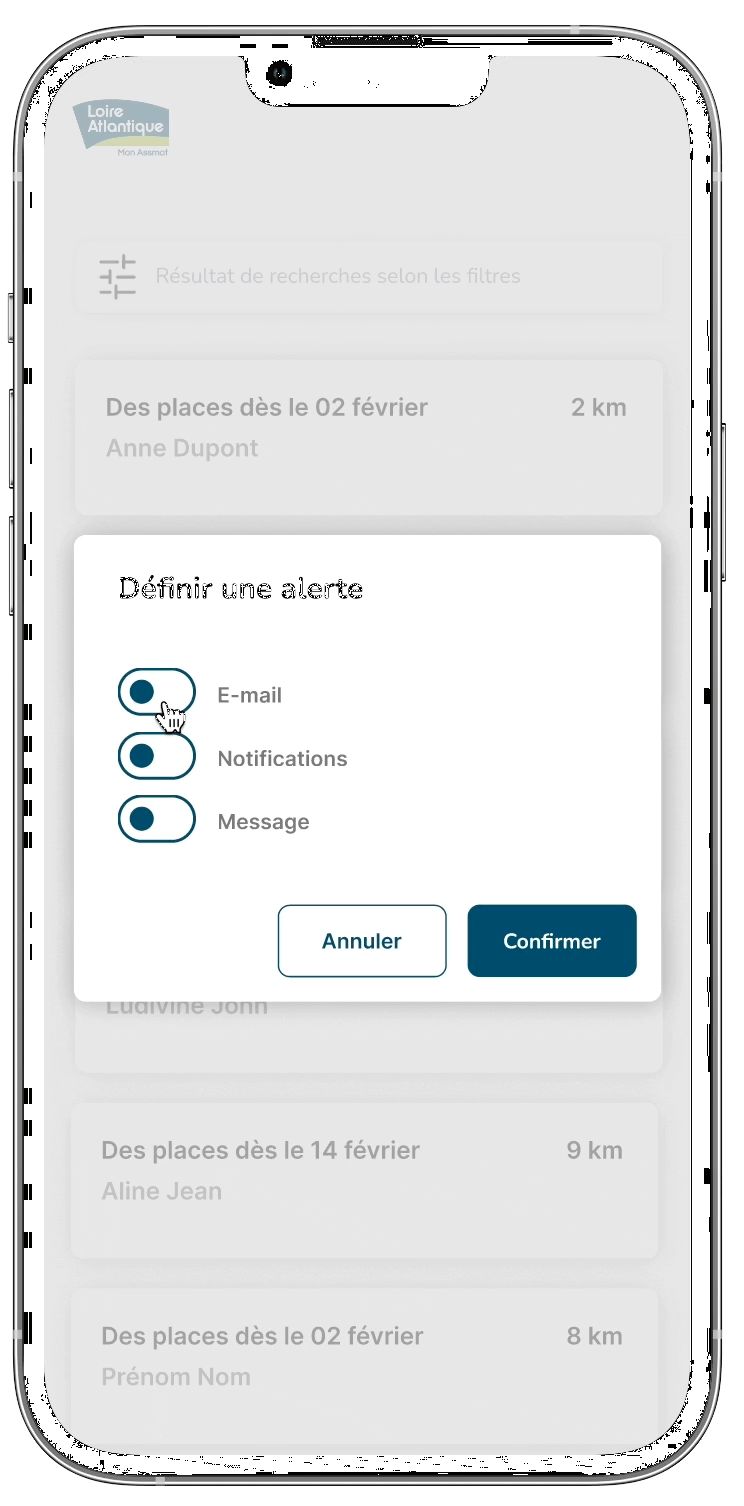 Loire
Atlantique
Mon Assmat
Résultat de recherches selon les filtres
Des places dès le 02 février 2 km
Anne Dupont
Définir une alerte
E-mail
Notifications
Message
Annuler Confirmer
Ludivine John
Des places dès le 14 février 9 km
Aline Jean
Des places dès le 02 février 8 km
Prénom Nom